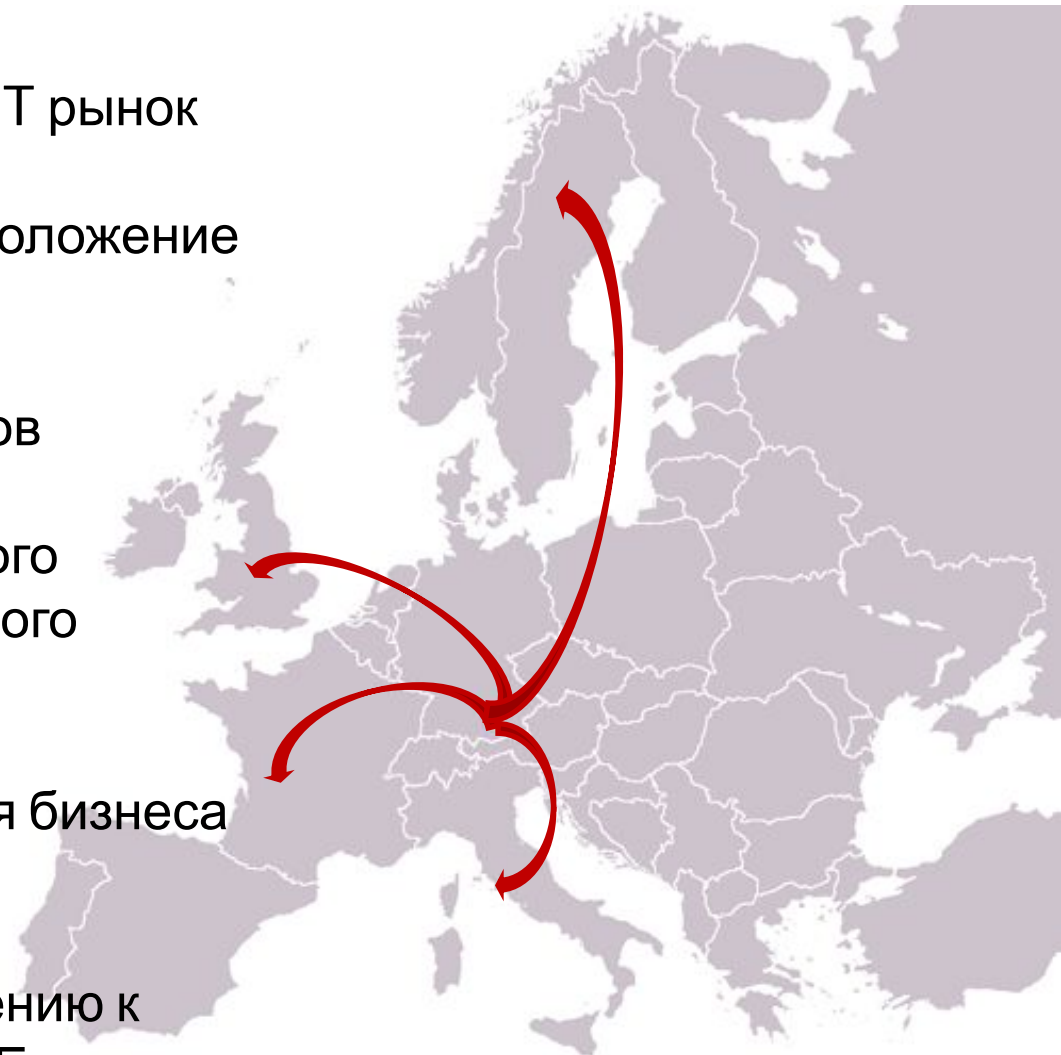 Т рынок
оложение
ов
ого
ого
я бизнеса
ению к